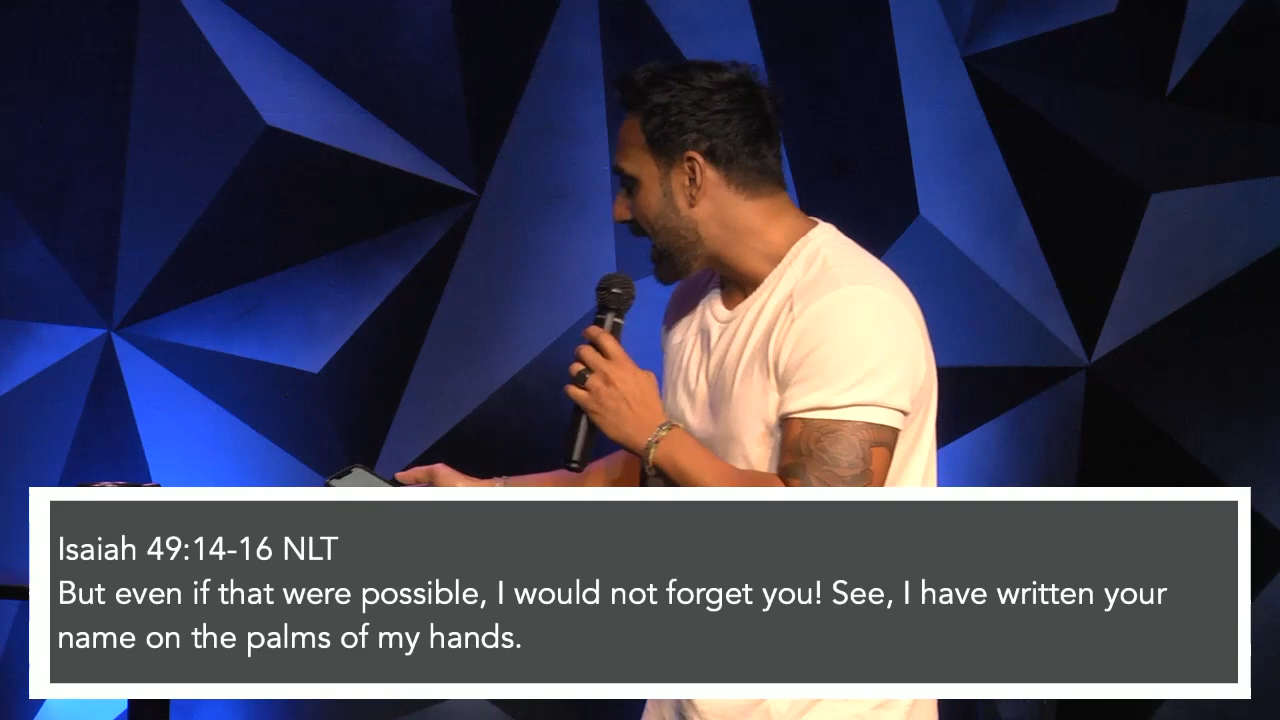 Isaiah 49:14-16 NLT
But even if that were possible, I would not forget you! See, I have written your
name on the palms of my hands.